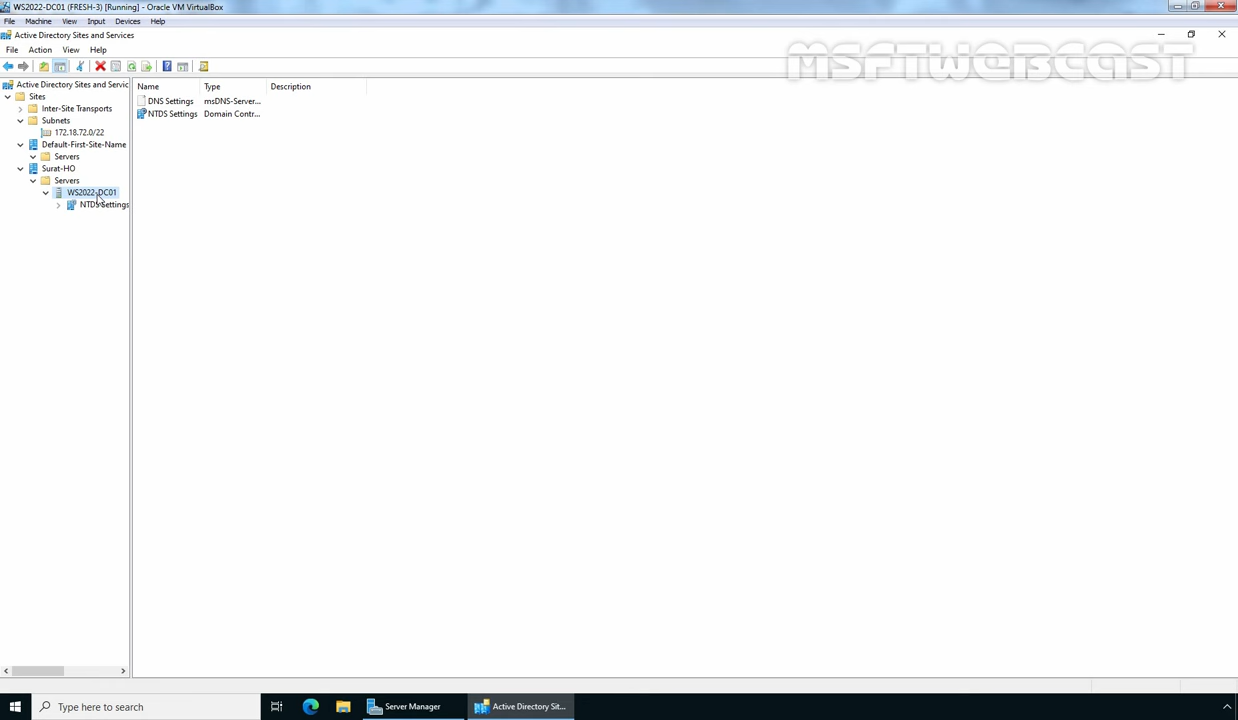 WS2022-DC01 (FRESH-3) [Running] - Oracle VM VirtualBox
File Machine View Input Devices Help
Active Directory Sites and Services
File Action View Help
MSFTWEBCAST
Active Directory Sites and Servic
Name Type Description
Sites
DNS Settings msDNS-Server...
Inter-Site Transports
NTDS Settings Domain Contr...
Subnets
172.18.72.0/22
Default-First-Site-Name
Servers
Surat-HO
Servers
WS2022-DC01
NTDS Settings
Type here to search
Server Manager
Active Directory Sit...